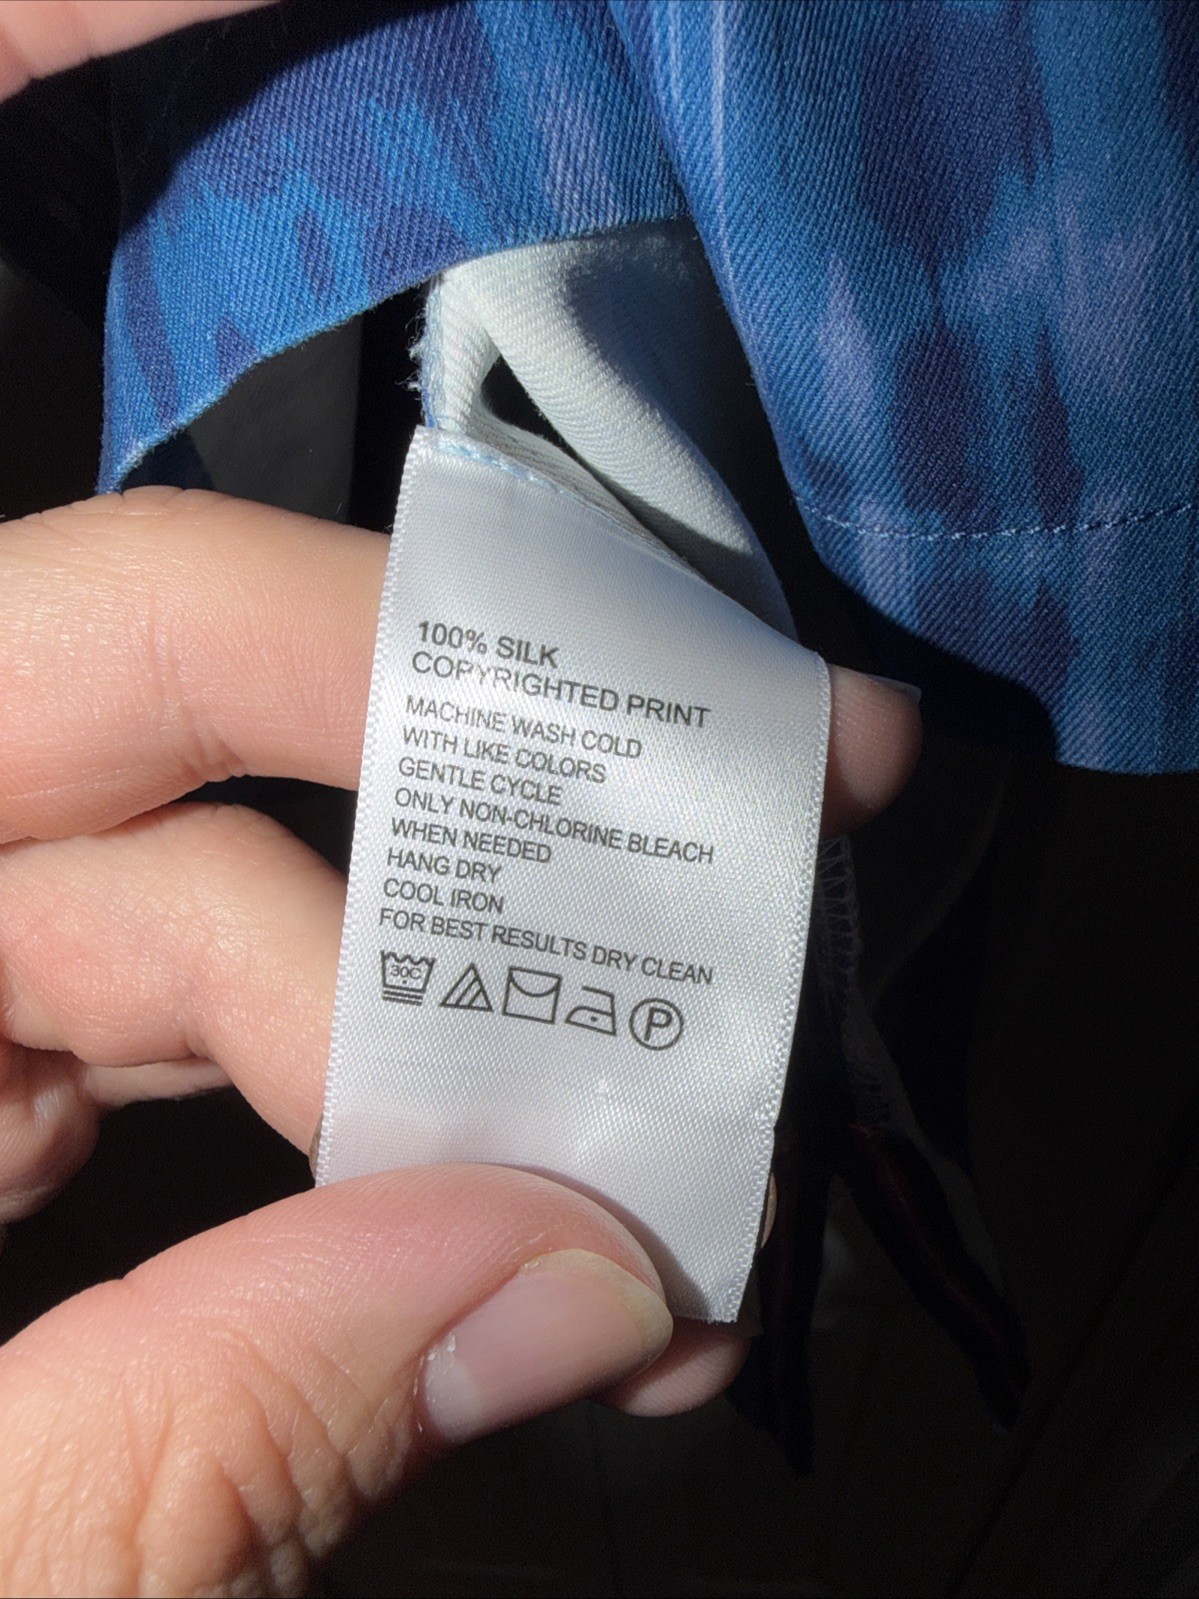 100% SILK
COPYRIGHTED PRINT
MACHINE WASH COLD
WITH LIKE COLORS
GENTLE CYCLE
ONLY NON-CHLORINE BLEACH
WHEN NEEDED
HANG DRY
COOL IRON
FOR BEST RESULTS DRY CLEAN
30C P